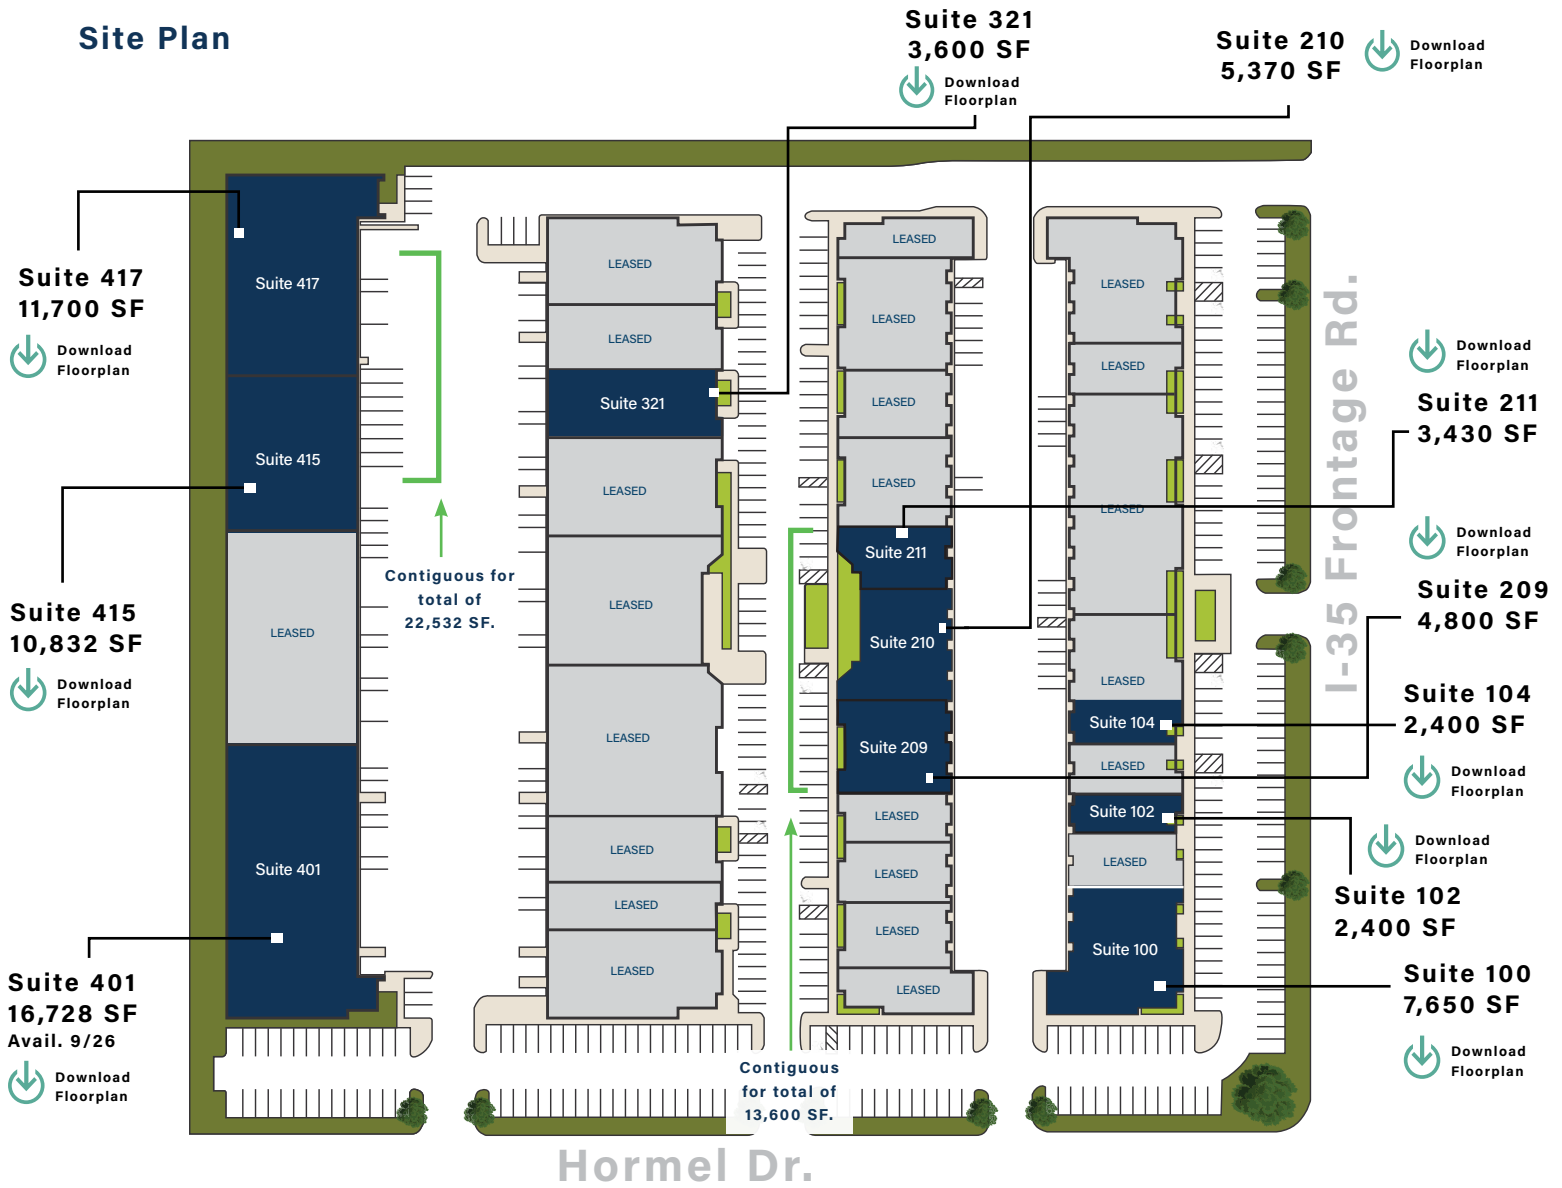 Site Plan
Suite 321
3,600 SF
Download
Floorplan
Suite 210
5,370 SF
Download
Floorplan
Suite 417
11,700 SF
Download
Floorplan
Suite 415
10,832 SF
Download
Floorplan
Suite 401
16,728 SF
Avail. 9/26
Download
Floorplan
Suite 417
Suite 415
LEASED
Suite 401
Contiguous for
total of
22,532 SF.
LEASED
LEASED
Suite 321
LEASED
LEASED
LEASED
LEASED
LEASED
LEASED
LEASED
LEASED
LEASED
LEASED
Suite 211
Suite 210
Suite 209
LEASED
LEASED
LEASED
LEASED
Contiguous
for total of
13,600 SF.
LEASED
LEASED
LEASED
LEASED
Suite 104
LEASED
Suite 102
LEASED
Suite 100
I-35 Frontage Rd.
Download
Floorplan
Suite 211
3,430 SF
Download
Floorplan
Suite 209
4,800 SF
Suite 104
2,400 SF
Download
Floorplan
Download
Floorplan
Suite 102
2,400 SF
Suite 100
7,650 SF
Download
Floorplan
Hormel Dr.